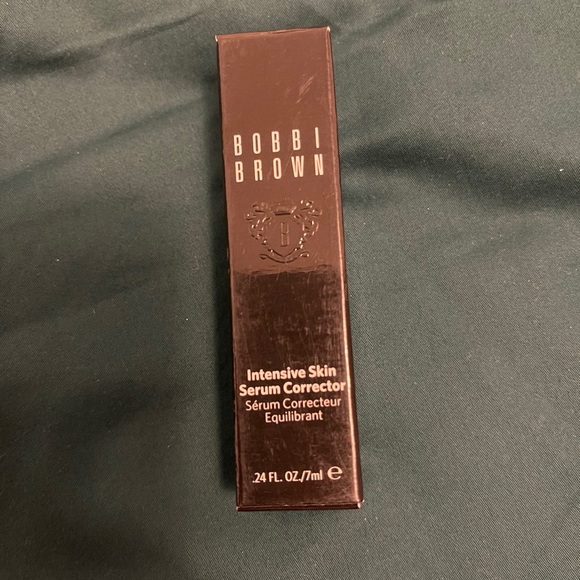 BOBBI
BROWN
B
Intensive Skin
Serum Corrector
Sérum Correcteur
Equilibrant
.24 FL. OZ./7ml ℮